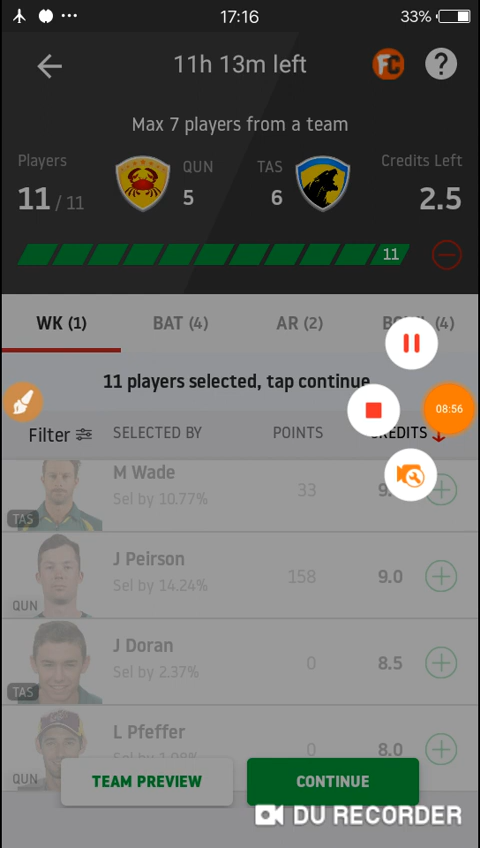 17:16
33%
11h 13m left
FC
?
Max 7 players from a team
Players
QUN
TAS
Credits Left
11 / 11
5
6
2.5
11
WK (1)
BAT (4)
AR (2)
(4)
11 players selected, tap continue
08:56
Filter
SELECTED BY
POINTS
CREDITS
M Wade
Sel by 10.77%
33
9.
TAS
J Peirson
Sel by 14.24%
158
9.0
QUN
J Doran
Sel by 2.37%
0
8.5
TAS
L Pfeffer
0
8.0
QUN
TEAM PREVIEW
CONTINUE
DU RECORDER